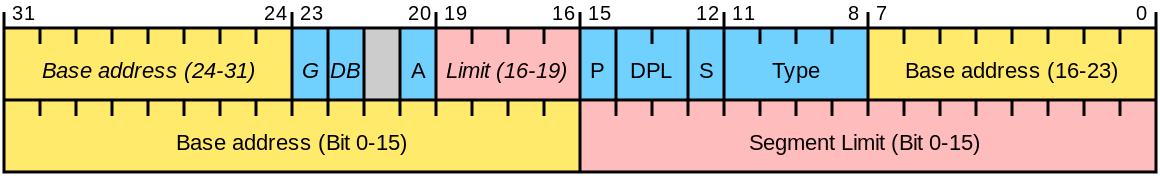 31 24 23 20 19 16 15 12 11 8 7 0
Base address (24-31) G DB A Limit (16-19) P DPL S Type Base address (16-23)
Base address (Bit 0-15) Segment Limit (Bit 0-15)